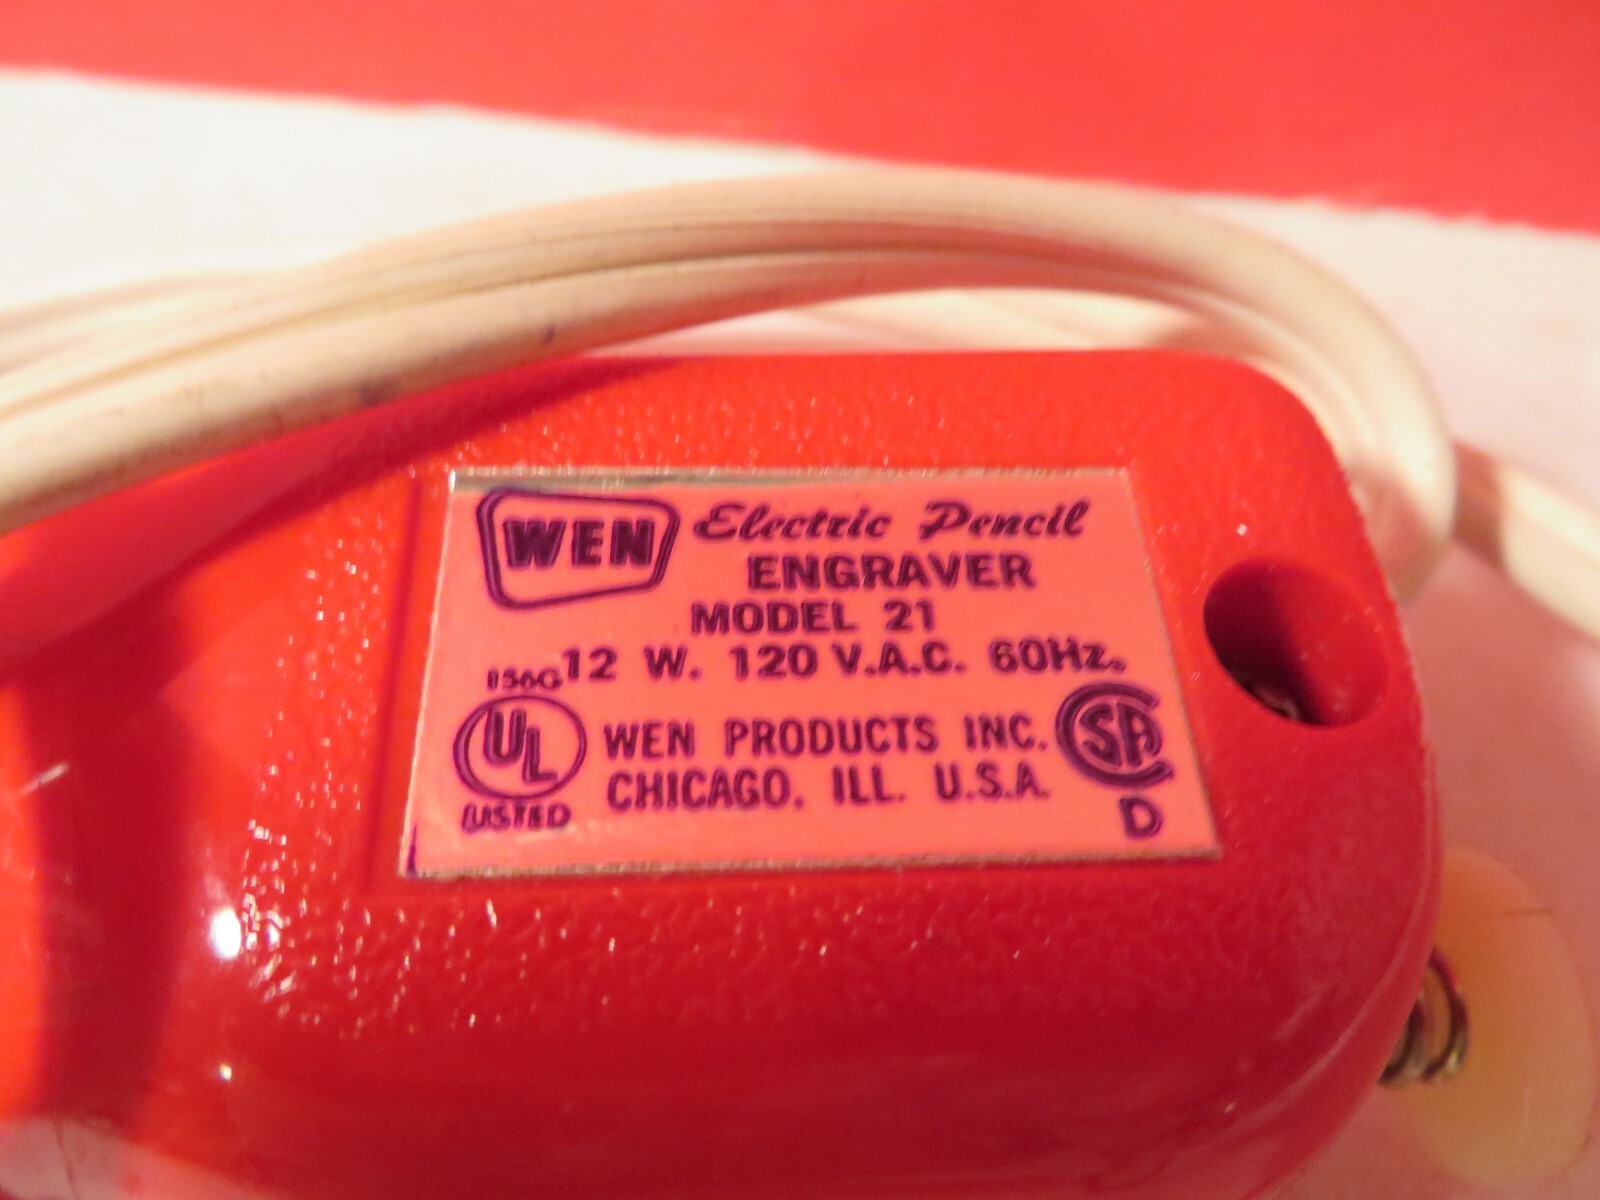 WEN Electric Pencil
ENGRAVER
MODEL 21
12 W. 120 V.A.C. 60Hz.
156G
UL
LISTED
WEN PRODUCTS INC.
CHICAGO, ILL. U.S.A.
SA
D